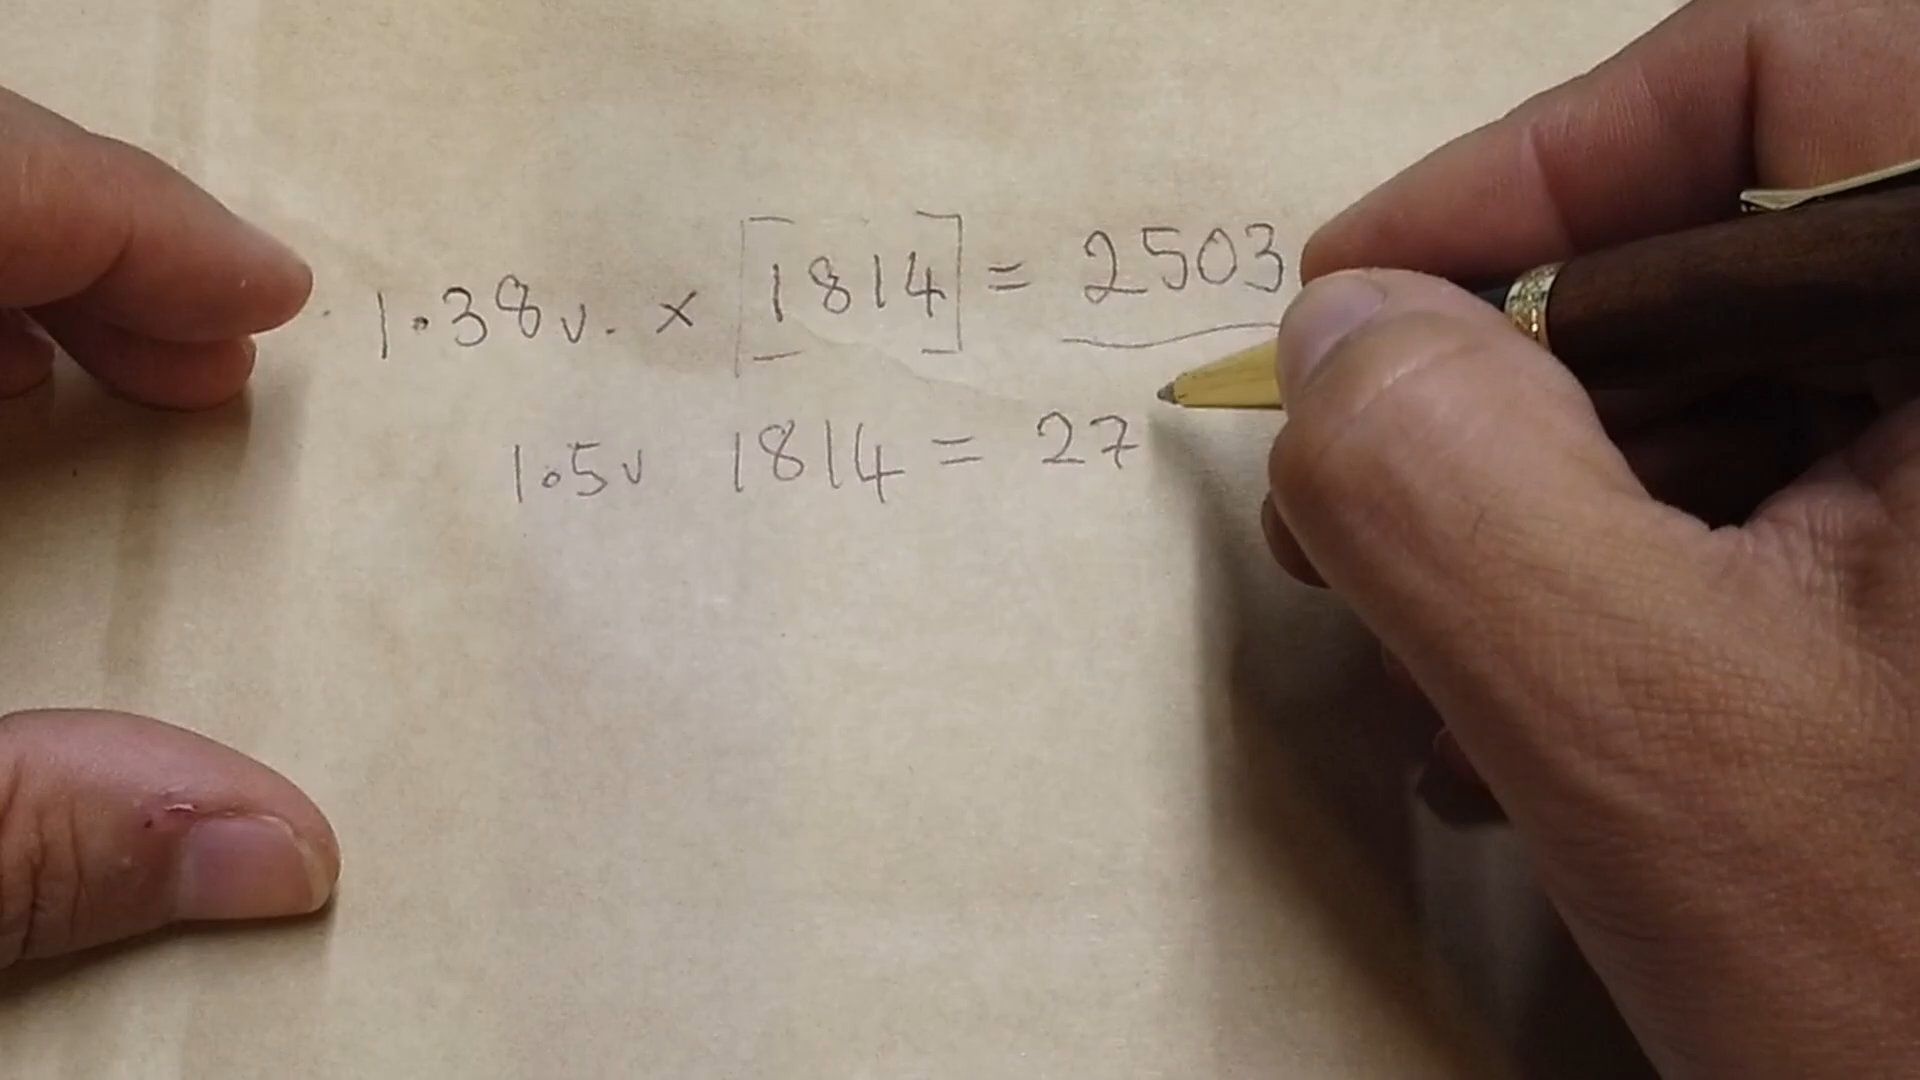 1.38v. × [1814] = 2503
1.5v 1814 = 27